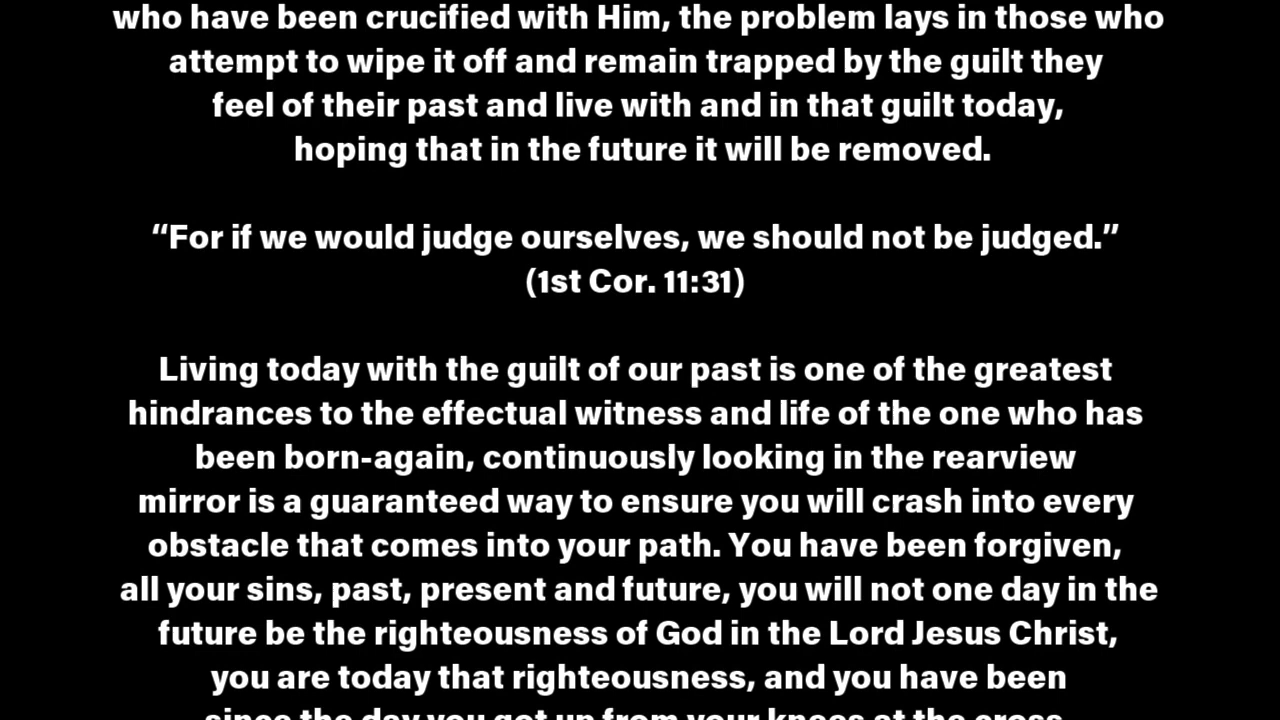 who have been crucified with Him, the problem lays in those who
attempt to wipe it off and remain trapped by the guilt they
feel of their past and live with and in that guilt today,
hoping that in the future it will be removed.
“For if we would judge ourselves, we should not be judged.”
(1st Cor. 11:31)
Living today with the guilt of our past is one of the greatest
hindrances to the effectual witness and life of the one who has
been born-again, continuously looking in the rearview
mirror is a guaranteed way to ensure you will crash into every
obstacle that comes into your path. You have been forgiven,
all your sins, past, present and future, you will not one day in the
future be the righteousness of God in the Lord Jesus Christ,
you are today that righteousness, and you have been
since the day you got up from your knees at the cross